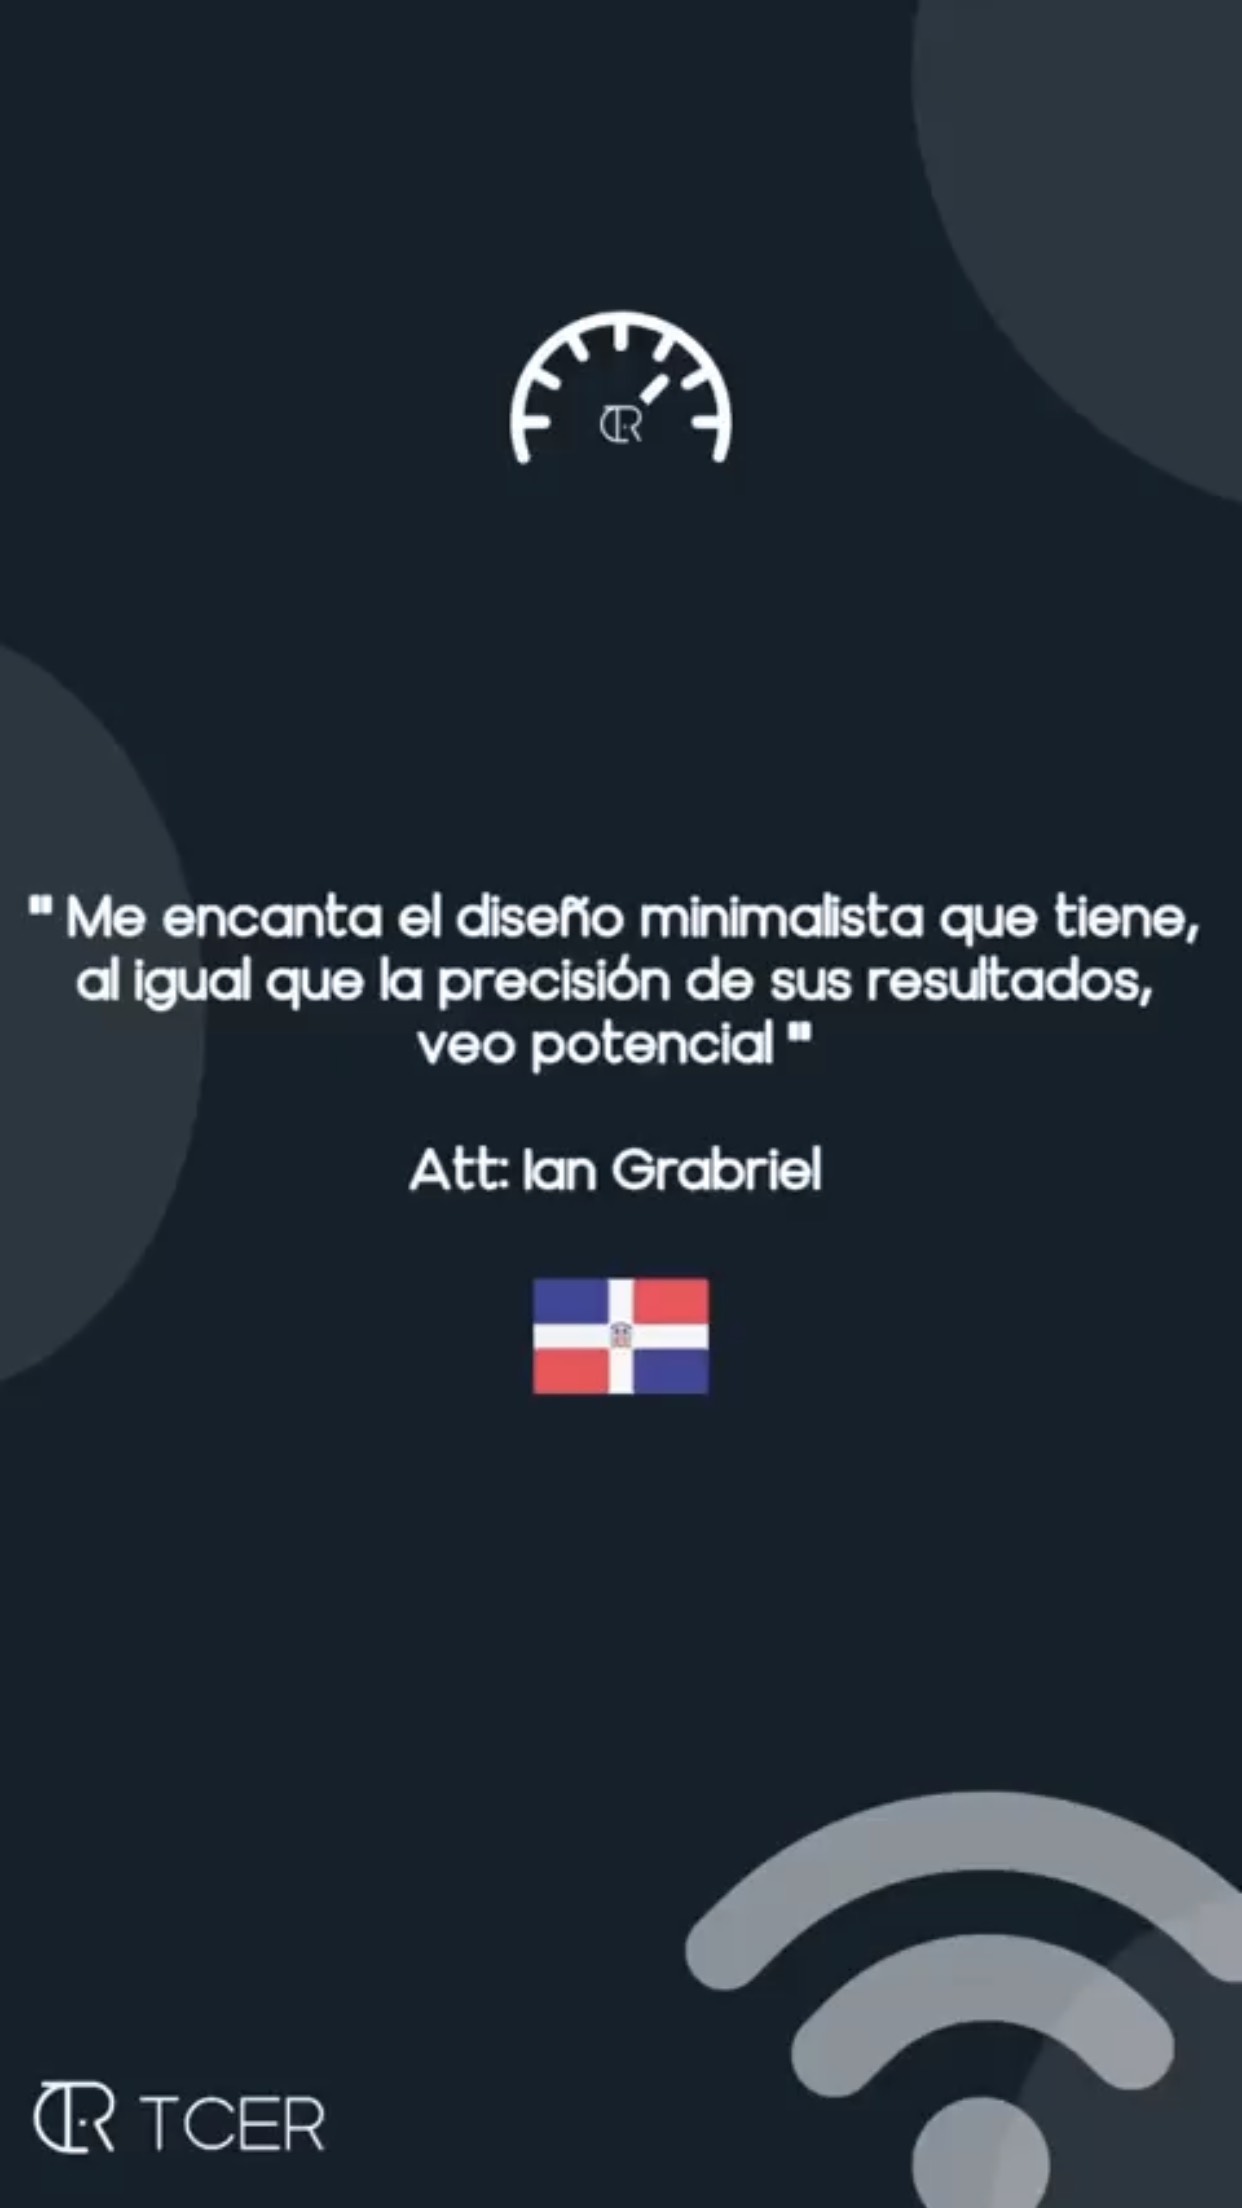 " Me encanta el diseño minimalista que tiene,
al igual que la precisión de sus resultados,
veo potencial "
Att: Ian Grabriel
TCER